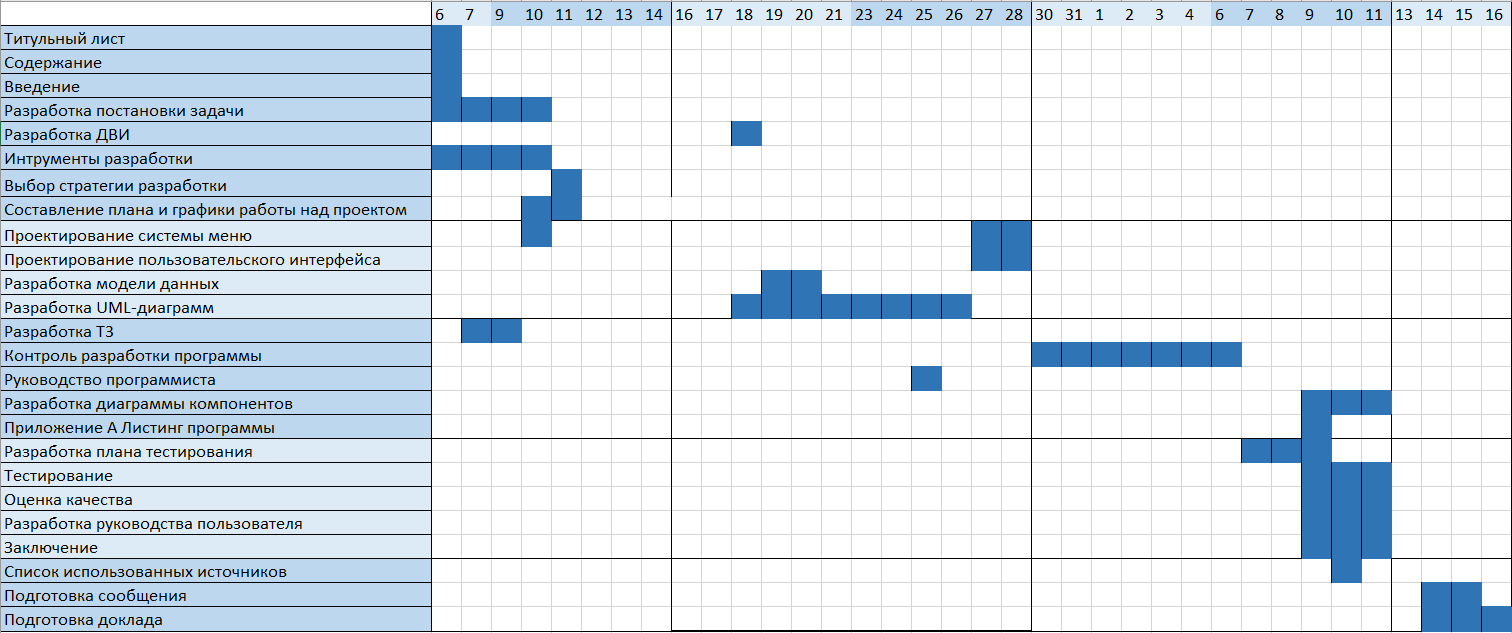 6 7 9 10 11 12 13 14 16 17 18 19 20 21 23 24 25 26 27 28 30 31 1 2 3 4 6 7 8 9 10 11 13 14 15 16
Титульный лист
Содержание
Введение
Разработка постановки задачи
Разработка ДВИ
Интрументы разработки
Выбор стратегии разработки
Составление плана и графики работы над проектом
Проектирование системы меню
Проектирование пользовательского интерфейса
Разработка модели данных
Разработка UML-диаграмм
Разработка ТЗ
Контроль разработки программы
Руководство программиста
Разработка диаграммы компонентов
Приложение А Листинг программы
Разработка плана тестирования
Тестирование
Оценка качества
Разработка руководства пользователя
Заключение
Список использованных источников
Подготовка сообщения
Подготовка доклада